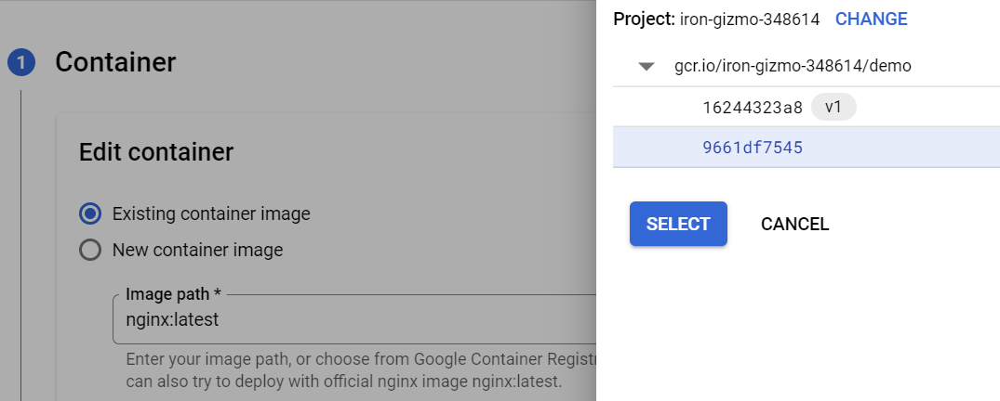 1 Container
Edit container
Existing container image
New container image
Image path *
nginx:latest
Enter your image path, or choose from Google Container Regist
can also try to deploy with official nginx image nginx:latest.
Project: iron-gizmo-348614 CHANGE
gcr.io/iron-gizmo-348614/demo
16244323a8 v1
9661df7545
SELECT CANCEL